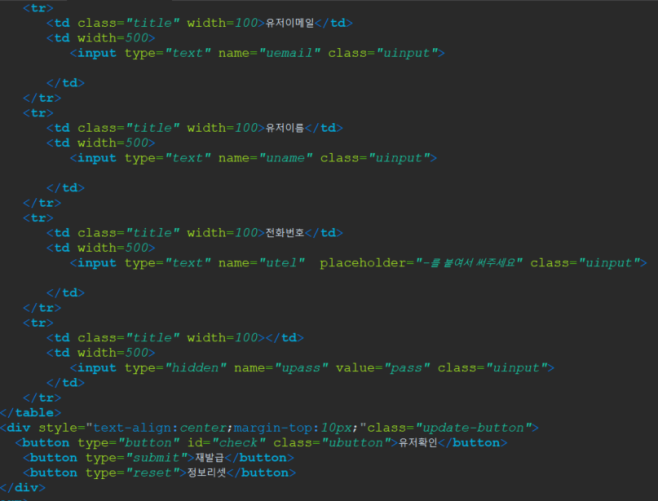 <tr>
<td class="title" width=100>유저이메일</td>
<td width=500>
<input type="text" name="uemail" class="uinput">
</td>
</tr>
<tr>
<td class="title" width=100>유저이름</td>
<td width=500>
<input type="text" name="uname" class="uinput">
</td>
</tr>
<tr>
<td class="title" width=100>전화번호</td>
<td width=500>
<input type="text" name="utel"  placeholder="-를 붙여서 써주세요" class="uinput">
</td>
</tr>
<tr>
<td class="title" width=100></td>
<td width=500>
<input type="hidden" name="upass" value="pass" class="uinput">
</td>
</tr>
</table>
<div style="text-align:center;margin-top:10px;"class="update-button">
<button type="button" id="check" class="ubutton">유저확인</button>
<button type="submit">재발급</button>
<button type="reset">정보리셋</button>
</div>